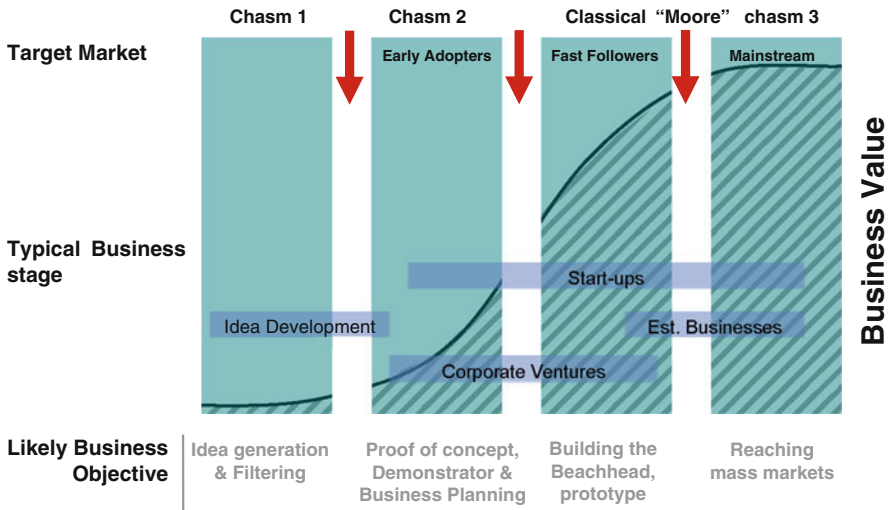 Chasm 1 Chasm 2 Classical “Moore” chasm 3
Target Market
Early Adopters Fast Followers Mainstream
Business Value
Typical Business
stage
Start-ups
Idea Development Est. Businesses
Corporate Ventures
Likely Business
Objective
Idea generation
& Filtering
Proof of concept,
Demonstrator &
Business Planning
Building the
Beachhead,
prototype
Reaching
mass markets